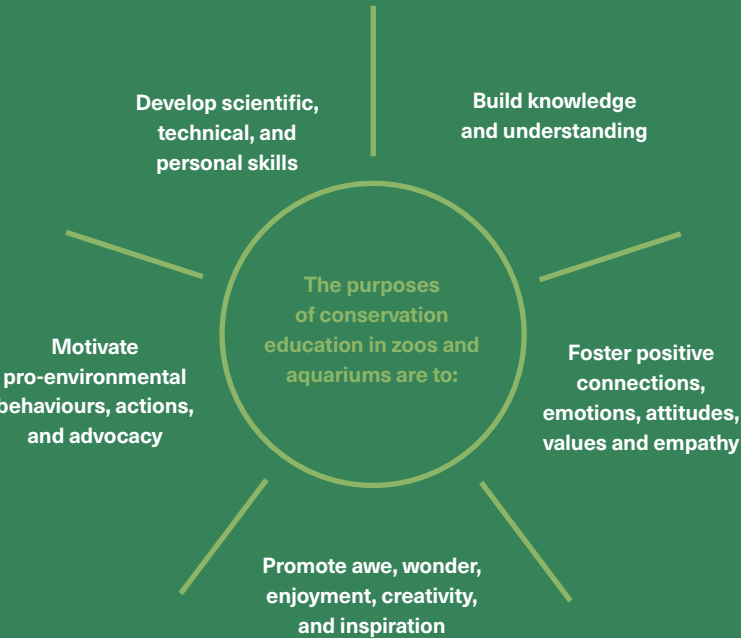 The purposes
of conservation
education in zoos and
aquariums are to:
Build knowledge
and understanding
Foster positive
connections,
emotions, attitudes,
values and empathy
Promote awe, wonder,
enjoyment, creativity,
and inspiration
Motivate
pro-environmental
behaviours, actions,
and advocacy
Develop scientific,
technical, and
personal skills